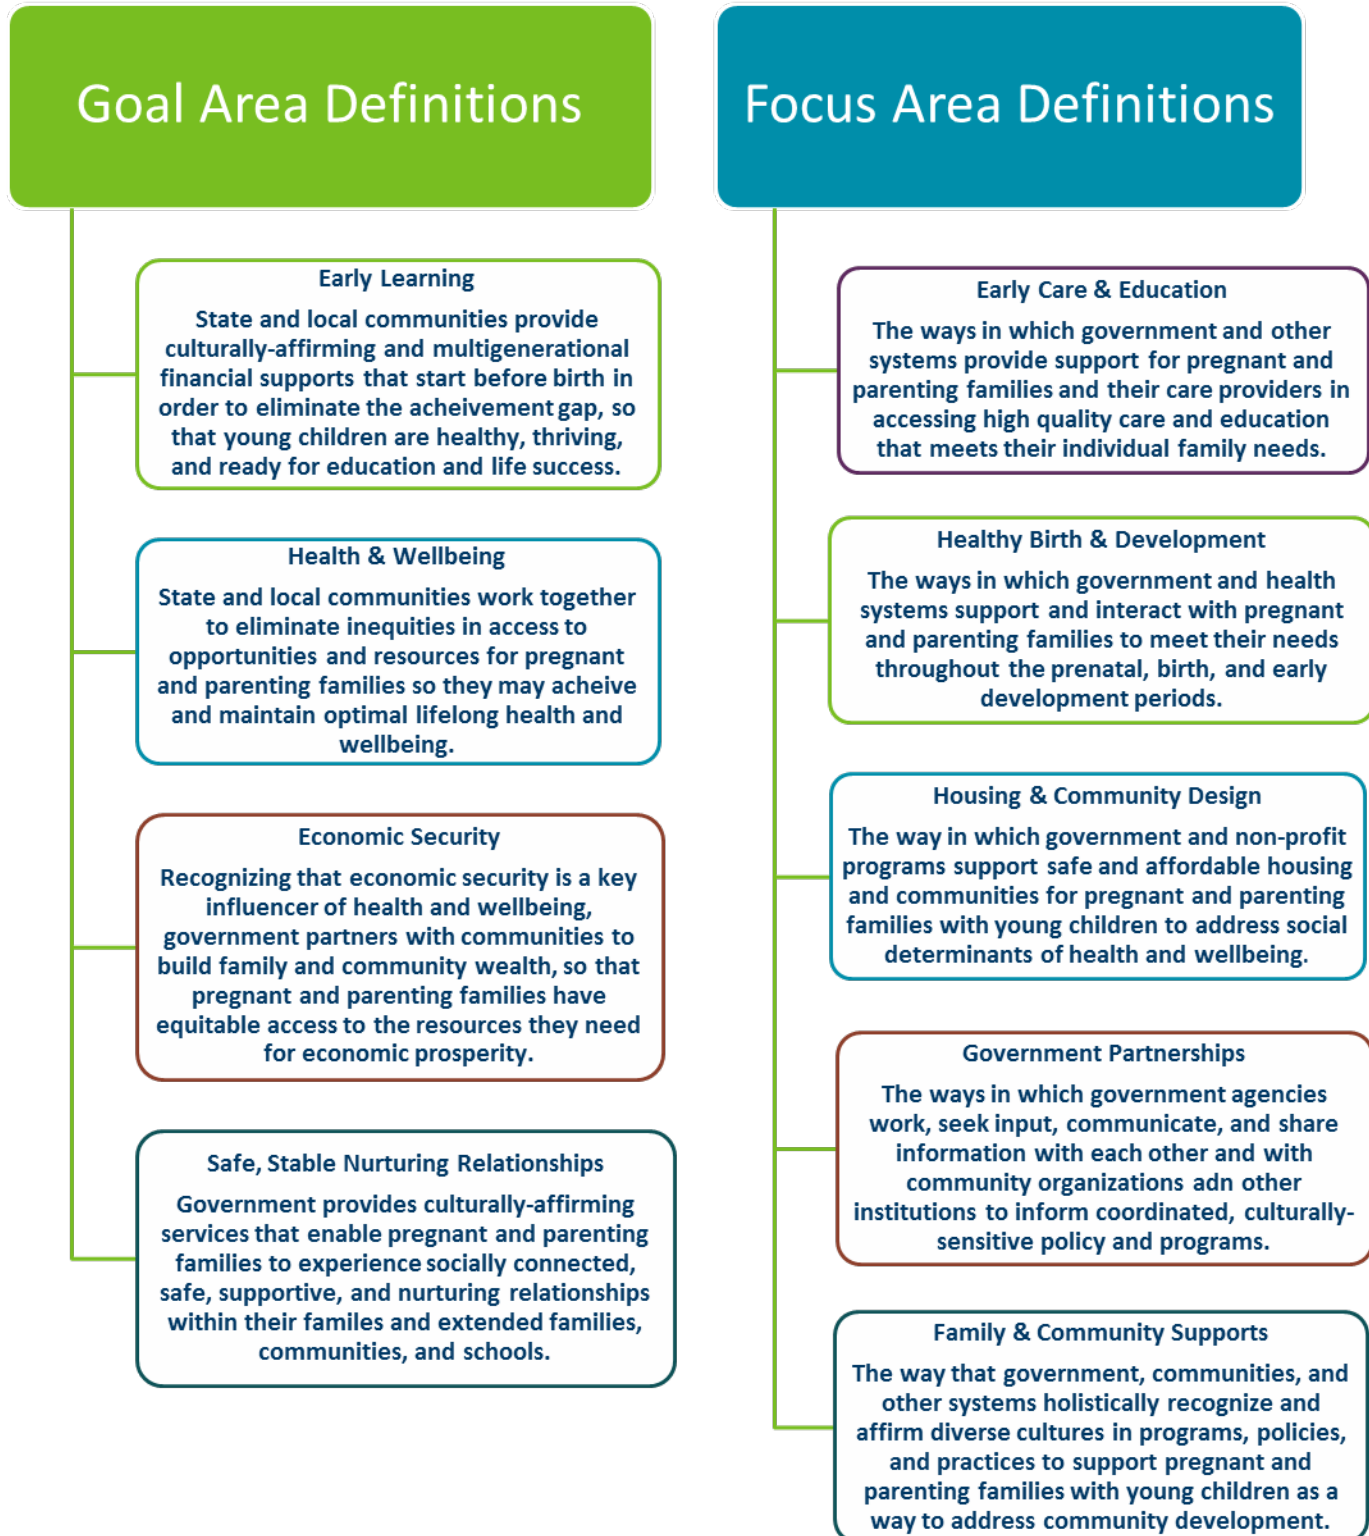 Goal Area Definitions
Early Learning
State and local communities provide
culturally-affirming and multigenerational
financial supports that start before birth in
order to eliminate the acheivement gap, so
that young children are healthy, thriving,
and ready for education and life success.
Health & Wellbeing
State and local communities work together
to eliminate inequities in access to
opportunities and resources for pregnant
and parenting families so they may acheive
and maintain optimal lifelong health and
wellbeing.
Economic Security
Recognizing that economic security is a key
influencer of health and wellbeing,
government partners with communities to
build family and community wealth, so that
pregnant and parenting families have
equitable access to the resources they need
for economic prosperity.
Safe, Stable Nurturing Relationships
Government provides culturally-affirming
services that enable pregnant and parenting
families to experience socially connected,
safe, supportive, and nurturing relationships
within their familes and extended families,
communities, and schools.
Focus Area Definitions
Early Care & Education
The ways in which government and other
systems provide support for pregnant and
parenting families and their care providers in
accessing high quality care and education
that meets their individual family needs.
Healthy Birth & Development
The ways in which government and health
systems support and interact with pregnant
and parenting families to meet their needs
throughout the prenatal, birth, and early
development periods.
Housing & Community Design
The way in which government and non-profit
programs support safe and affordable housing
and communities for pregnant and parenting
families with young children to address social
determinants of health and wellbeing.
Government Partnerships
The ways in which government agencies
work, seek input, communicate, and share
information with each other and with
community organizations adn other
institutions to inform coordinated, culturally-
sensitive policy and programs.
Family & Community Supports
The way that government, communities, and
other systems holistically recognize and
affirm diverse cultures in programs, policies,
and practices to support pregnant and
parenting families with young children as a
way to address community development.